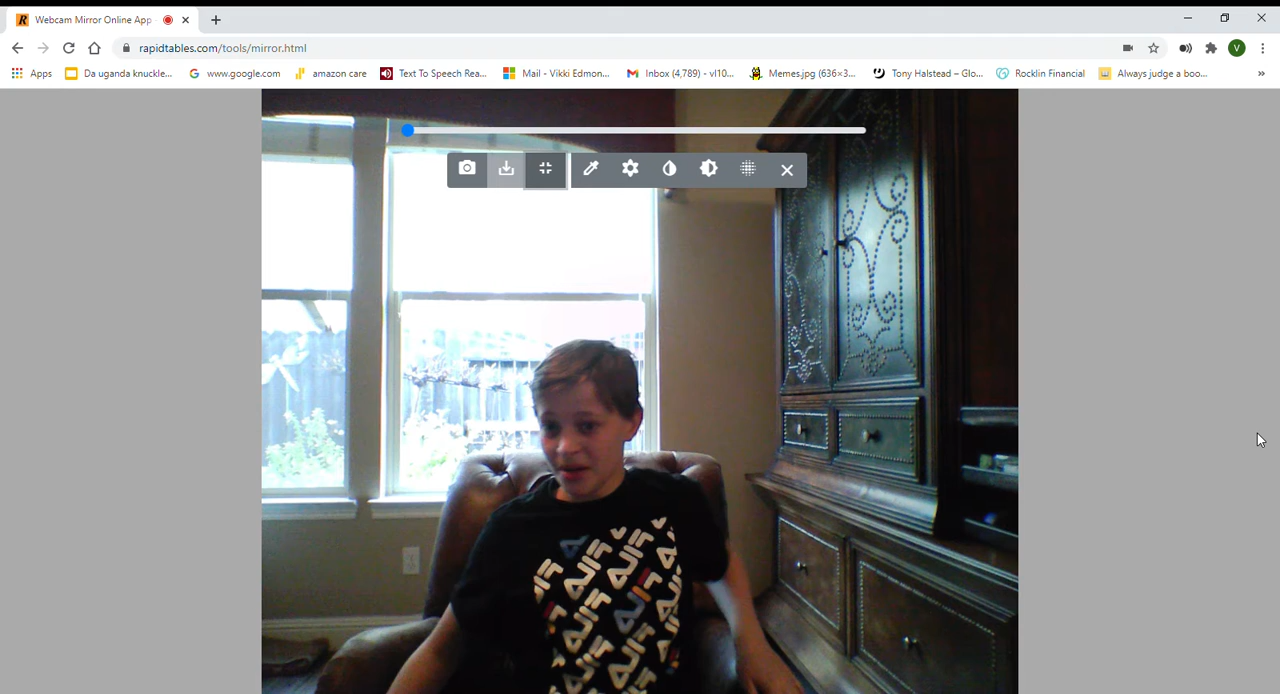 Webcam Mirror Online App
rapidtables.com/tools/mirror.html
V
Apps
Da uganda knuckle...
www.google.com
amazon care
Text To Speech Rea...
Mail - Vikki Edmon...
Inbox (4,789) - vl10...
Memes.jpg (636×3...
Tony Halstead – Glo...
Rocklin Financial
Always judge a boo...
»